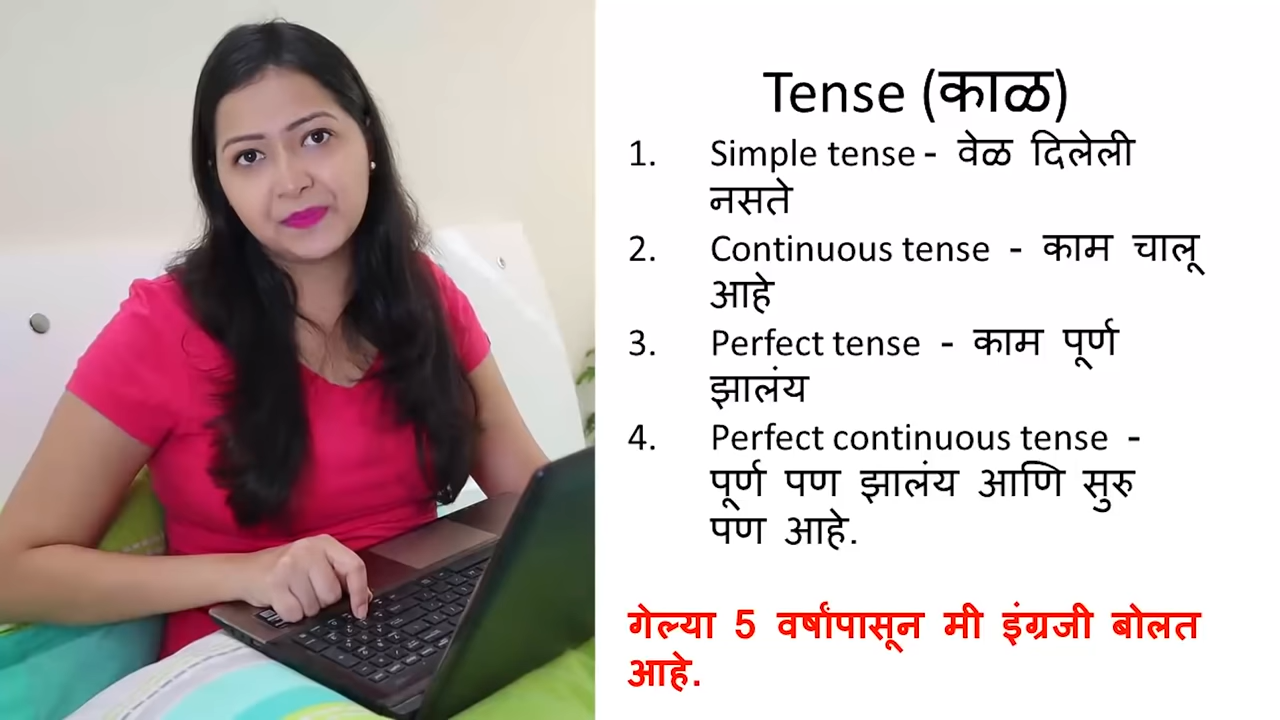 Tense (काळ)
1. Simple tense - वेळ दिलेली
नसते
2. Continuous tense - काम चालू
आहे
3. Perfect tense - काम पूर्ण
झालंय
4. Perfect continuous tense -
पूर्ण पण झालंय आणि सुरु
पण आहे.
गेल्या 5 वर्षांपासून मी इंग्रजी बोलत
आहे.